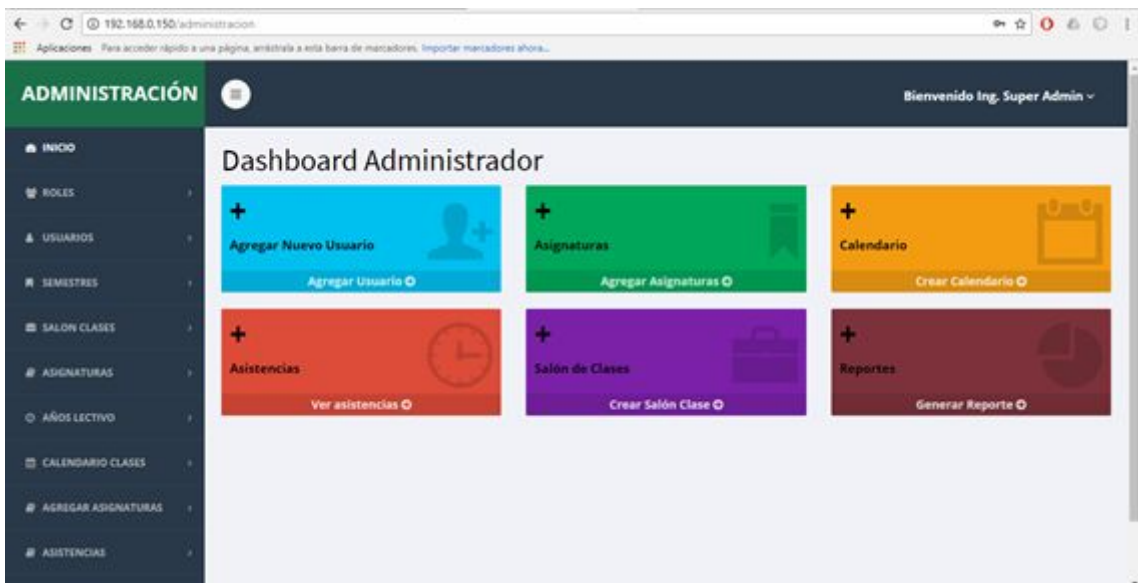 192.168.0.150/administracion
Aplicaciones Para acceder rápido a una página, arrástrala a esta barra de marcadores. Importar marcadores ahora...
ADMINISTRACIÓN
Bienvenido Ing. Super Admin
INICIO
ROLES
USUARIOS
SEMESTRES
SALON CLASES
ASIGNATURAS
AÑOS LECTIVO
CALENDARIO CLASES
AGREGAR ASIGNATURAS
ASISTENCIAS
Dashboard Administrador
Agregar Nuevo Usuario
Agregar Usuario
Asignaturas
Agregar Asignaturas
Calendario
Crear Calendario
Asistencias
Ver asistencias
Salón de Clases
Crear Salón Clase
Reportes
Generar Reporte